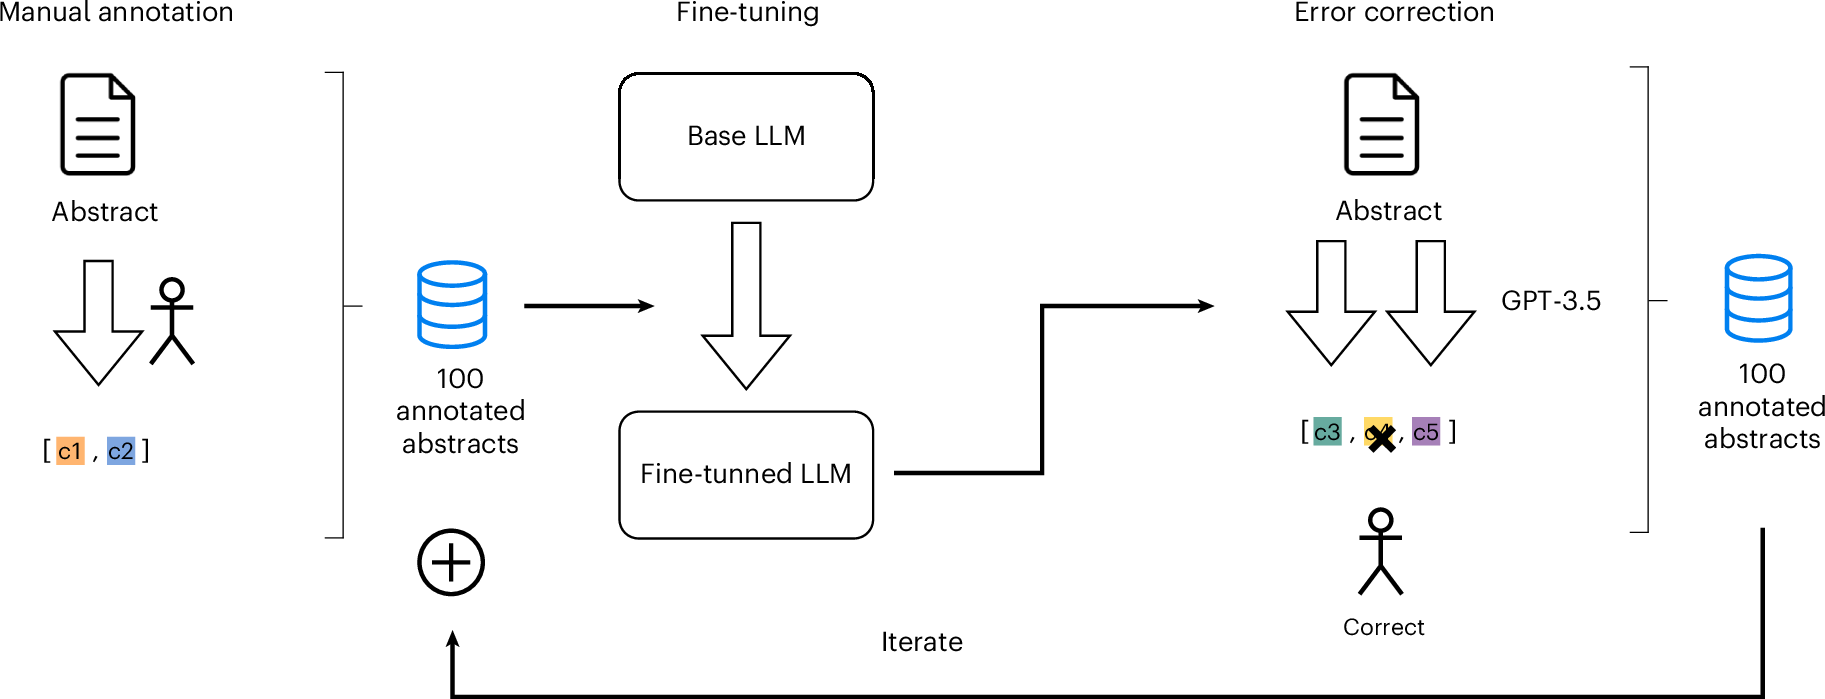 Manual annotation
Fine-tuning
Error correction
Abstract
[ c1 , c2 ]
100
annotated
abstracts
Base LLM
Fine-tunned LLM
Abstract
GPT-3.5
[ c3 , c4 , c5 ]
Correct
100
annotated
abstracts
Iterate